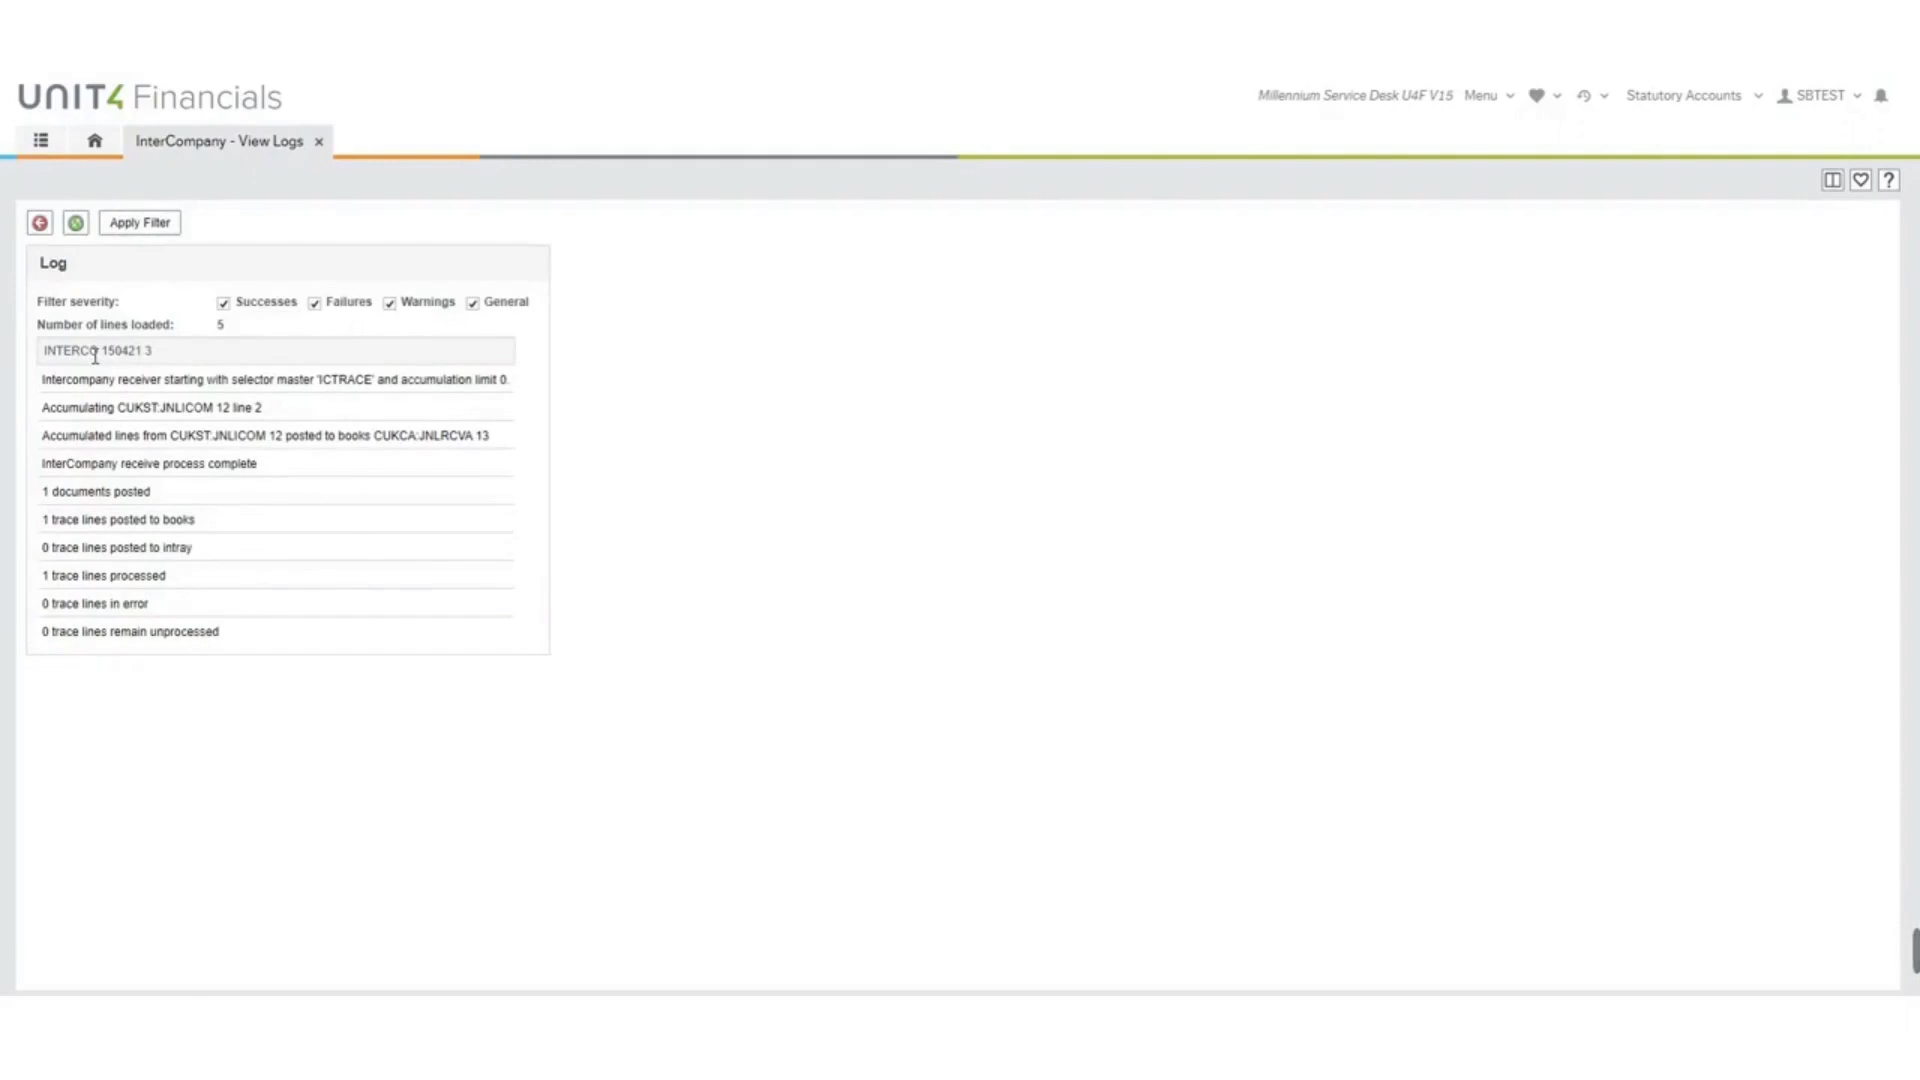 UNIT4 Financials
Millennium Service Desk U4F V15 Menu Statutory Accounts SBTEST
InterCompany - View Logs ×
?
Apply Filter
Log
Filter severity: Successes Failures Warnings General
Number of lines loaded: 5
INTERCO 150421 3
Intercompany receiver starting with selector master 'ICTRACE' and accumulation limit 0.
Accumulating CUKST:JNLICOM 12 line 2
Accumulated lines from CUKST:JNLICOM 12 posted to books CUKCA:JNLRCVA 13
InterCompany receive process complete
1 documents posted
1 trace lines posted to books
0 trace lines posted to intray
1 trace lines processed
0 trace lines in error
0 trace lines remain unprocessed